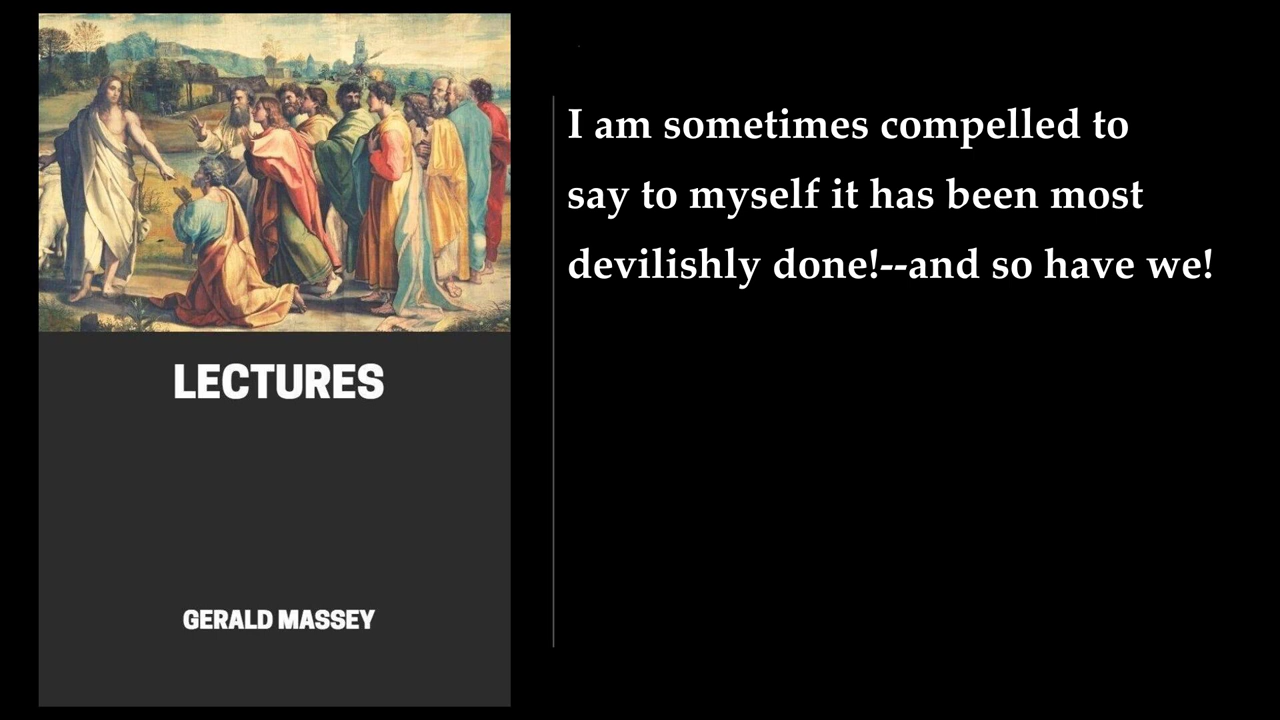 LECTURES
GERALD MASSEY
I am sometimes compelled to
say to myself it has been most
devilishly done!--and so have we!